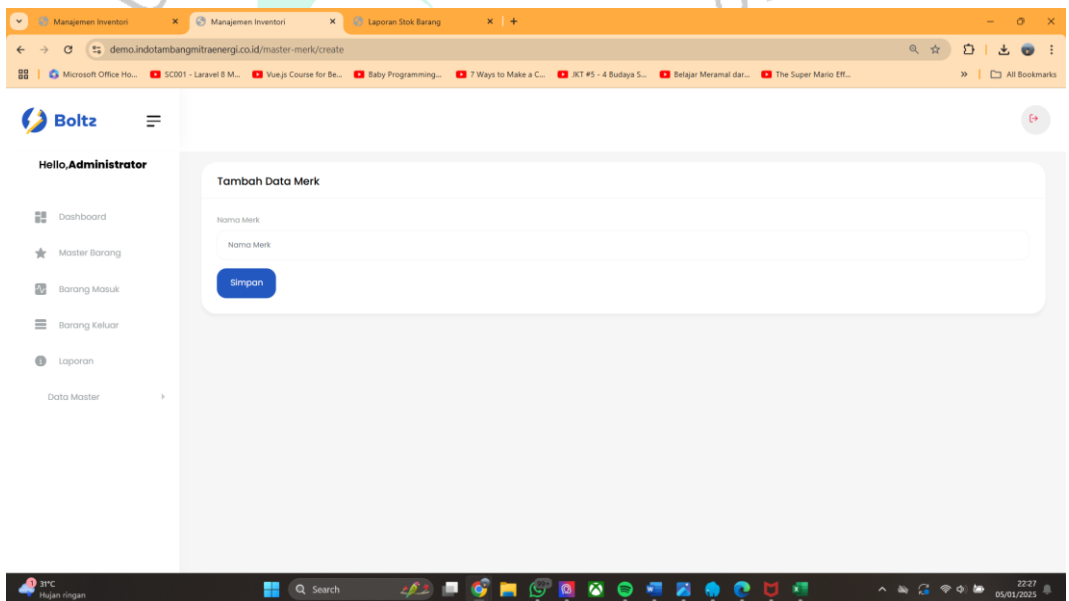 Manajemen Inventori
Manajemen Inventori
Laporan Stok Barang
demo.indotambangmitraenergi.co.id/master-merk/create
Microsoft Office Ho...
SC001 - Laravel 8 M...
Vue.js Course for Be...
Baby Programming...
7 Ways to Make a C...
JKT #5 - 4 Budaya S...
Belajar Meramal dar...
The Super Mario Eff...
All Bookmarks
Boltz
Hello,Administrator
Tambah Data Merk
Dashboard
Nama Merk
Master Barang
Nama Merk
Barang Masuk
Simpan
Barang Keluar
Laporan
Data Master
1
31°C
Hujan ringan
Search
22:27
05/01/2025